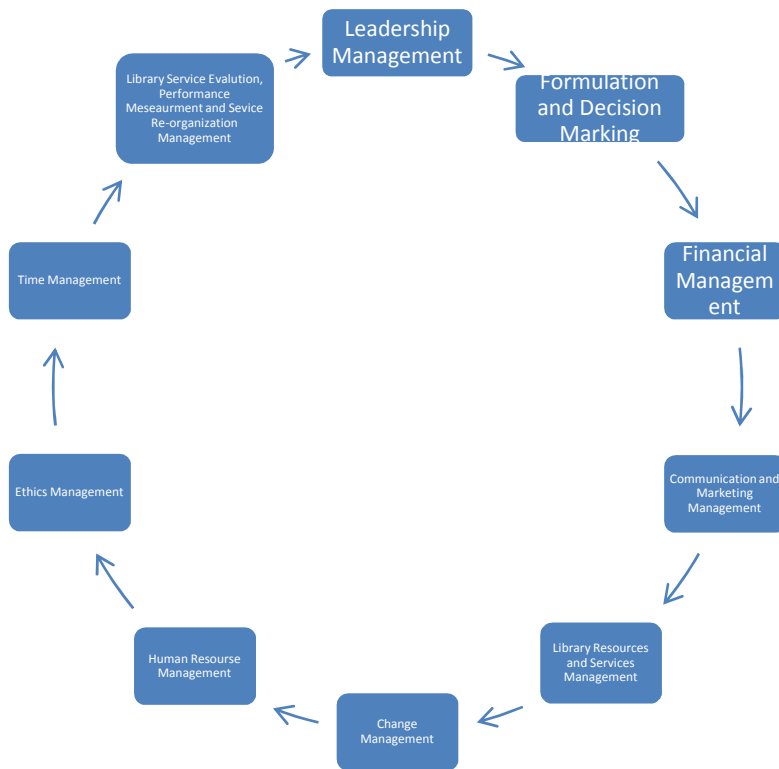 Leadership
Management
Formulation
and Decision
Marking
Financial
Managem
ent
Communication and
Marketing
Management
Library Resources
and Services
Management
Change
Management
Human Resourse
Management
Ethics Management
Time Management
Library Service Evalution,
Performance
Meseaurment and Sevice
Re-organization
Management